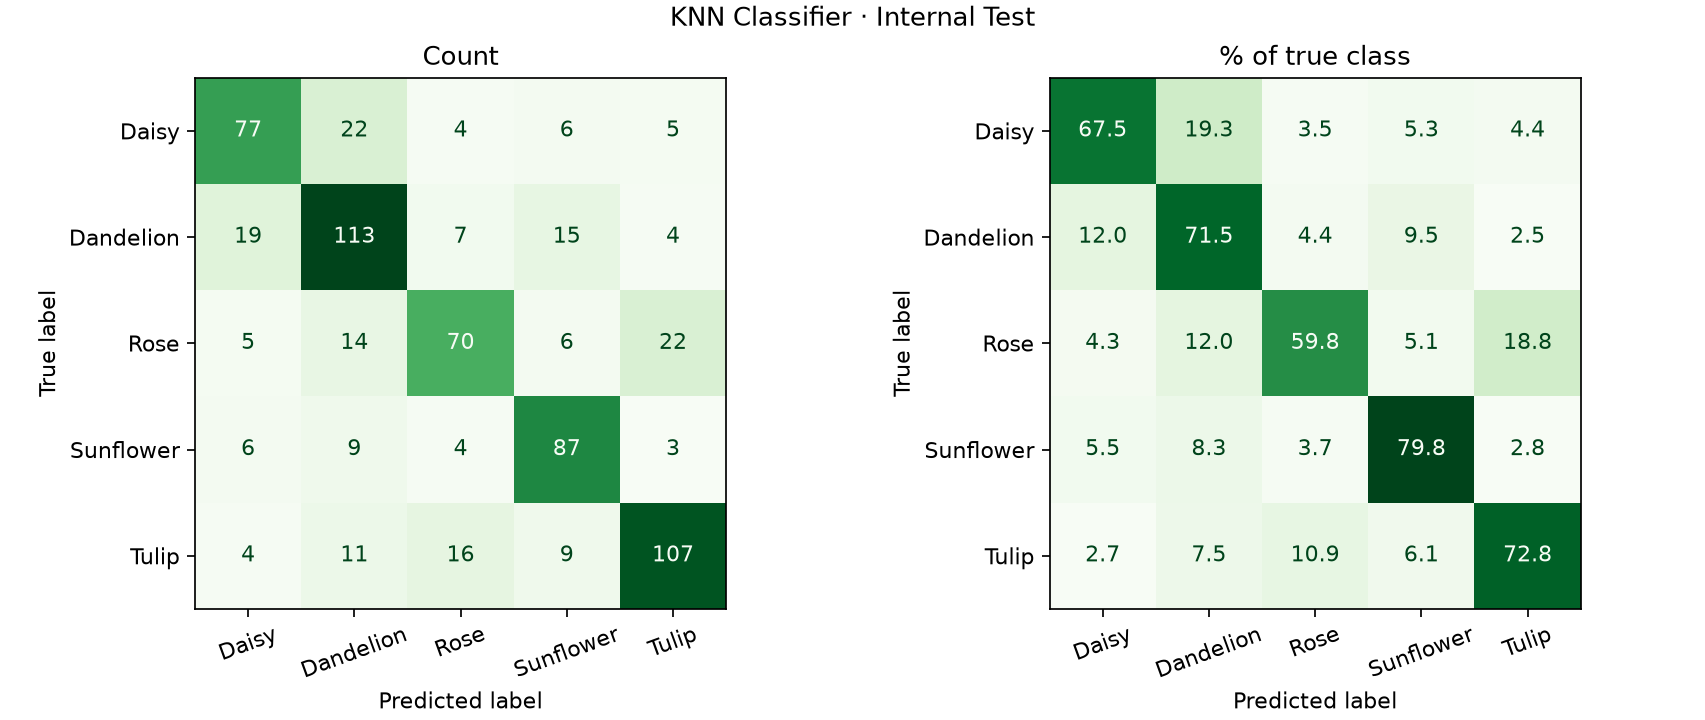 KNN Classifier · Internal Test
Count
True label
Daisy 77 22 4 6 5
Dandelion 19 113 7 15 4
Rose 5 14 70 6 22
Sunflower 6 9 4 87 3
Tulip 4 11 16 9 107
Daisy Dandelion Rose Sunflower Tulip
Predicted label
% of true class
True label
Daisy 67.5 19.3 3.5 5.3 4.4
Dandelion 12.0 71.5 4.4 9.5 2.5
Rose 4.3 12.0 59.8 5.1 18.8
Sunflower 5.5 8.3 3.7 79.8 2.8
Tulip 2.7 7.5 10.9 6.1 72.8
Daisy Dandelion Rose Sunflower Tulip
Predicted label